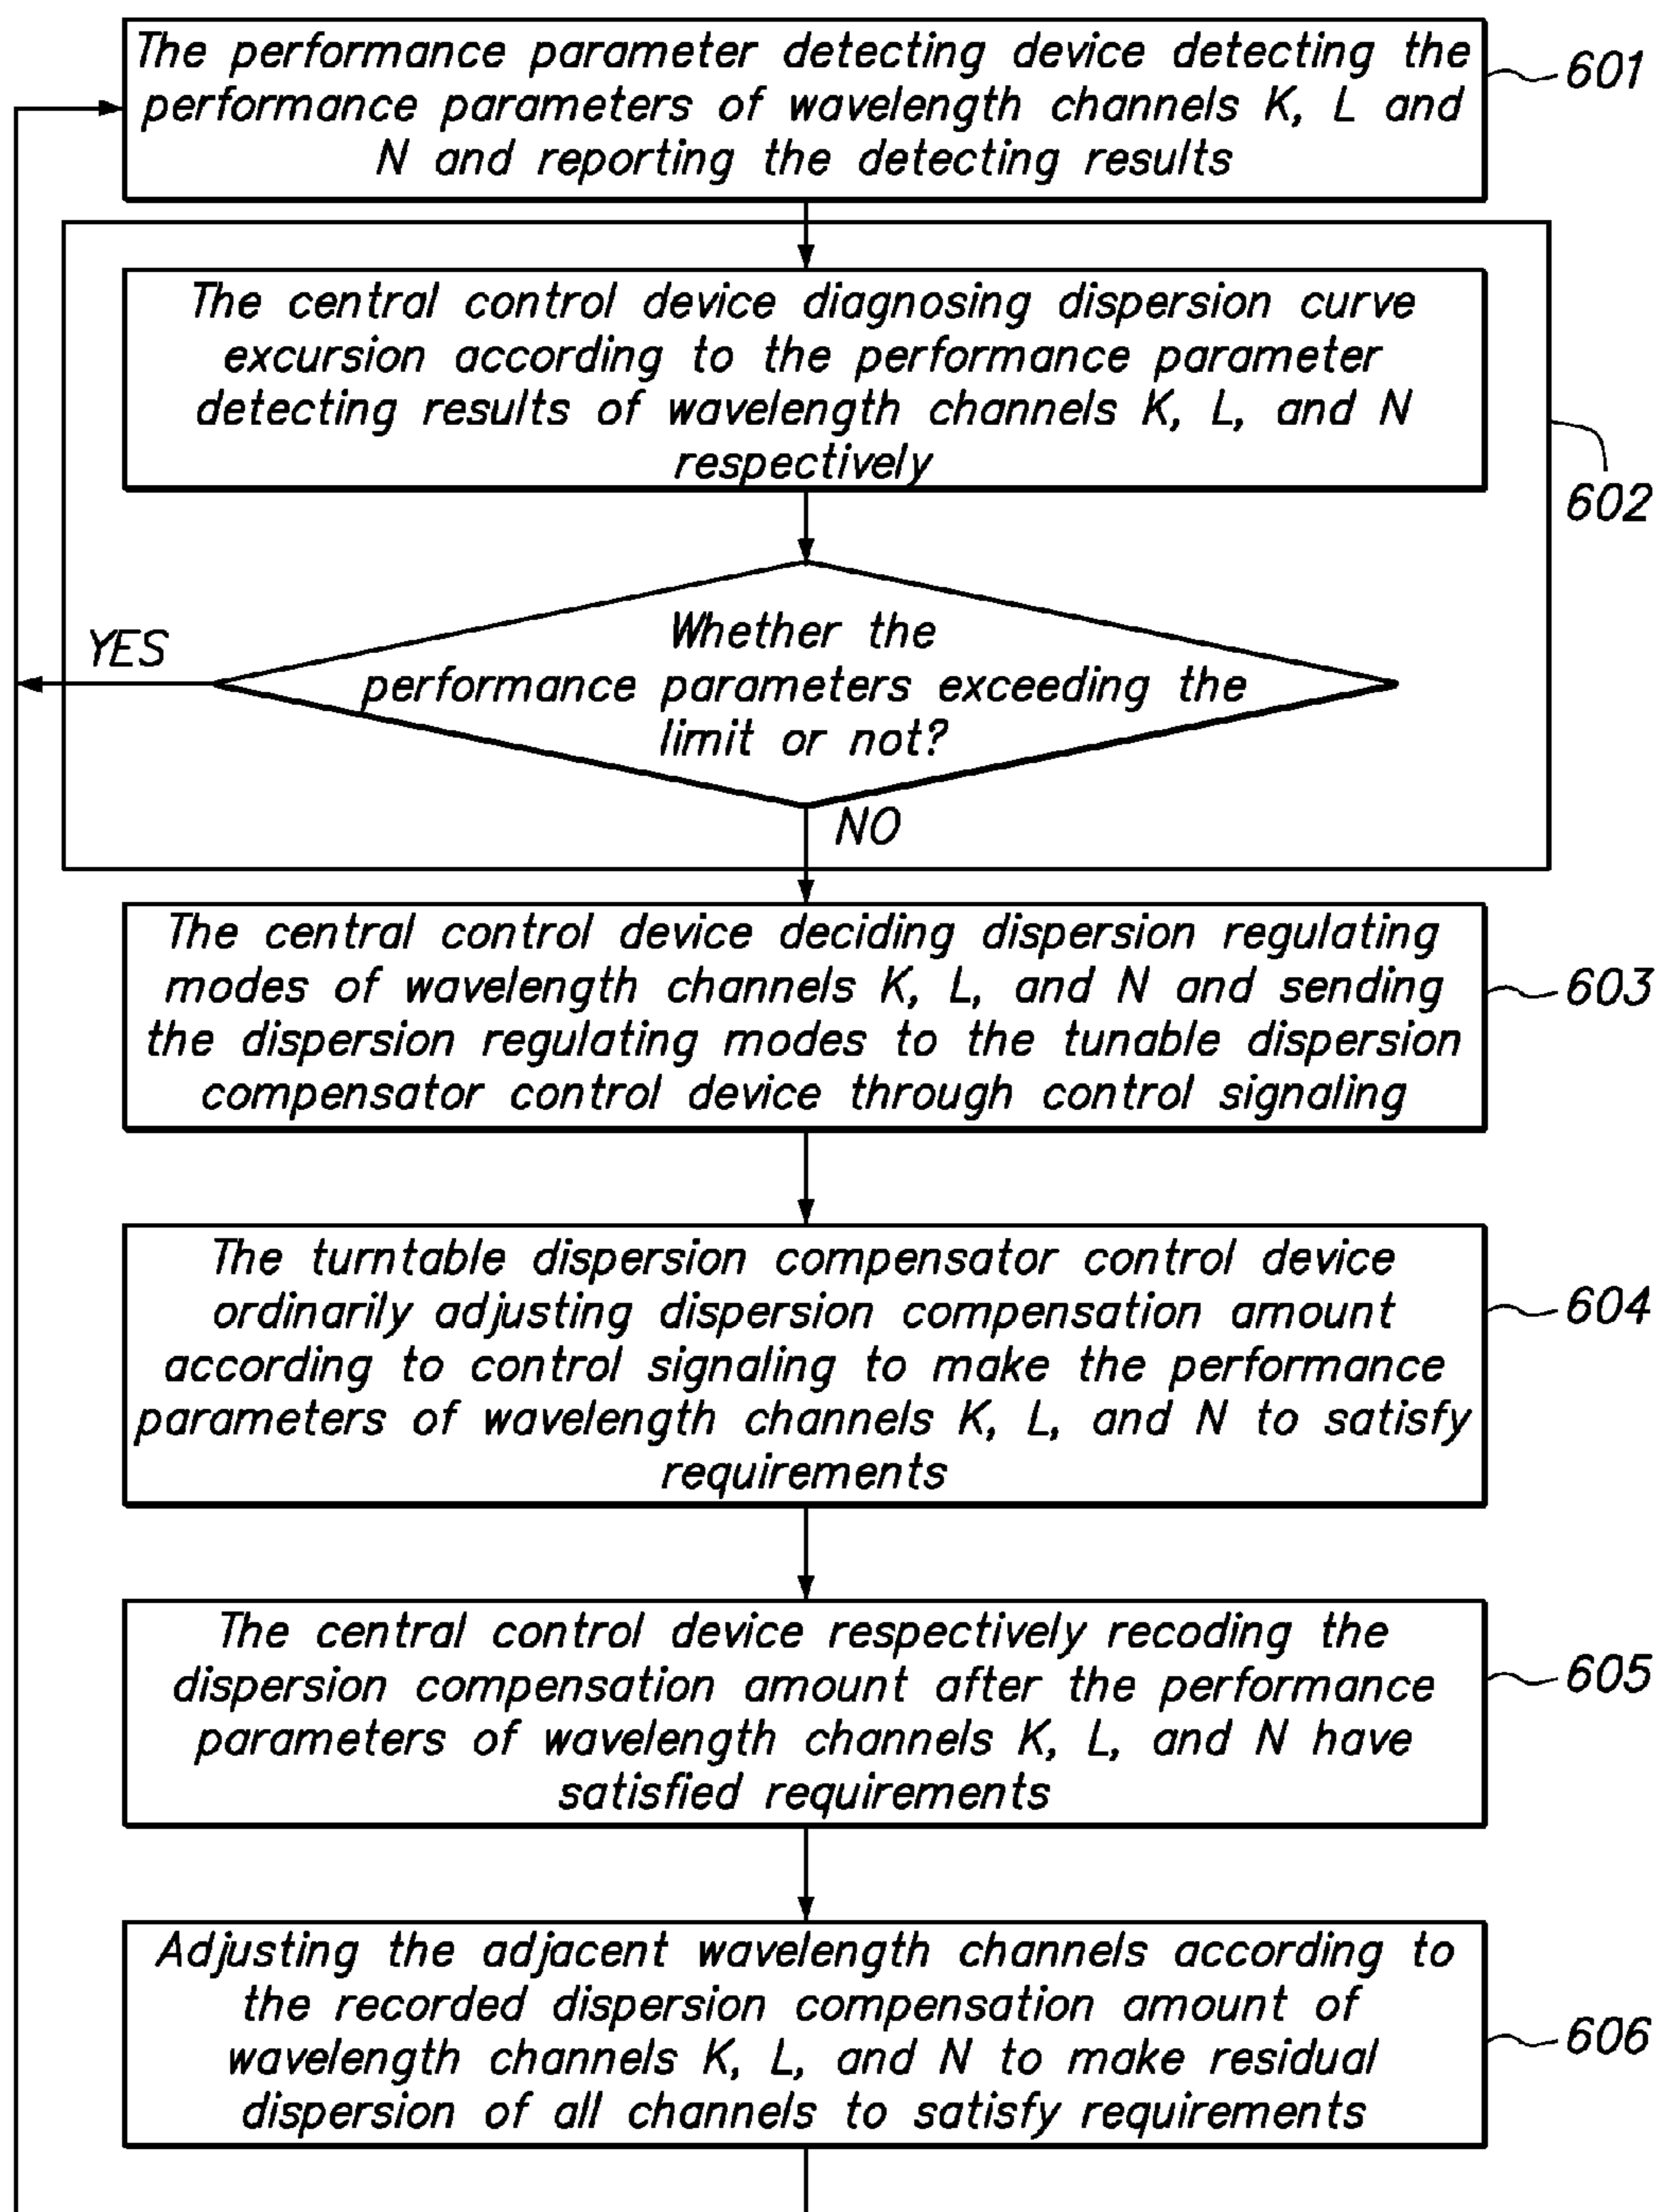 The performance parameter detecting device detecting the
performance parameters of wavelength channels K, L and
N and reporting the detecting results
601
The central control device diagnosing dispersion curve
excursion according to the performance parameter
detecting results of wavelength channels K, L, and N
respectively
602
Whether the
performance parameters exceeding the
limit or not?
YES
NO
The central control device deciding dispersion regulating
modes of wavelength channels K, L, and N and sending
the dispersion regulating modes to the tunable dispersion
compensator control device through control signaling
603
The turntable dispersion compensator control device
ordinarily adjusting dispersion compensation amount
according to control signaling to make the performance
parameters of wavelength channels K, L, and N to satisfy
requirements
604
The central control device respectively recoding the
dispersion compensation amount after the performance
parameters of wavelength channels K, L, and N have
satisfied requirements
605
Adjusting the adjacent wavelength channels according to
the recorded dispersion compensation amount of
wavelength channels K, L, and N to make residual
dispersion of all channels to satisfy requirements
606